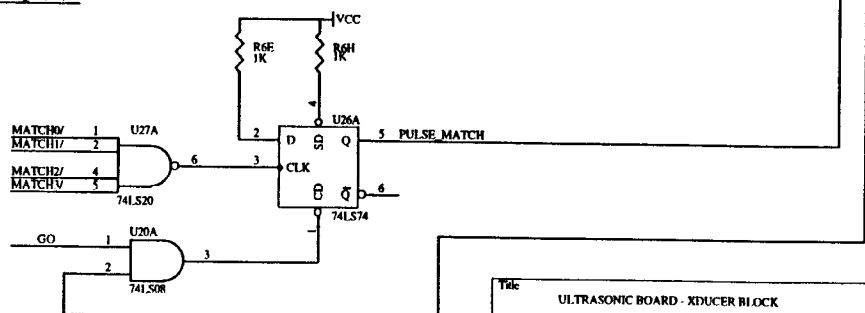 VCC
R6E
1K
R6H
1K
4
U26A
2 D SD Q 5 PULSE_MATCH
MATCH0/ 1 U27A
MATCH1/ 2
6 3 CLK
MATCH2/ 4
MATCH3/ 5
74LS20
CD Q 6
74LS74
1
U20A
GO 1
3
2
74LS08
Title
ULTRASONIC BOARD - XDUCER BLOCK